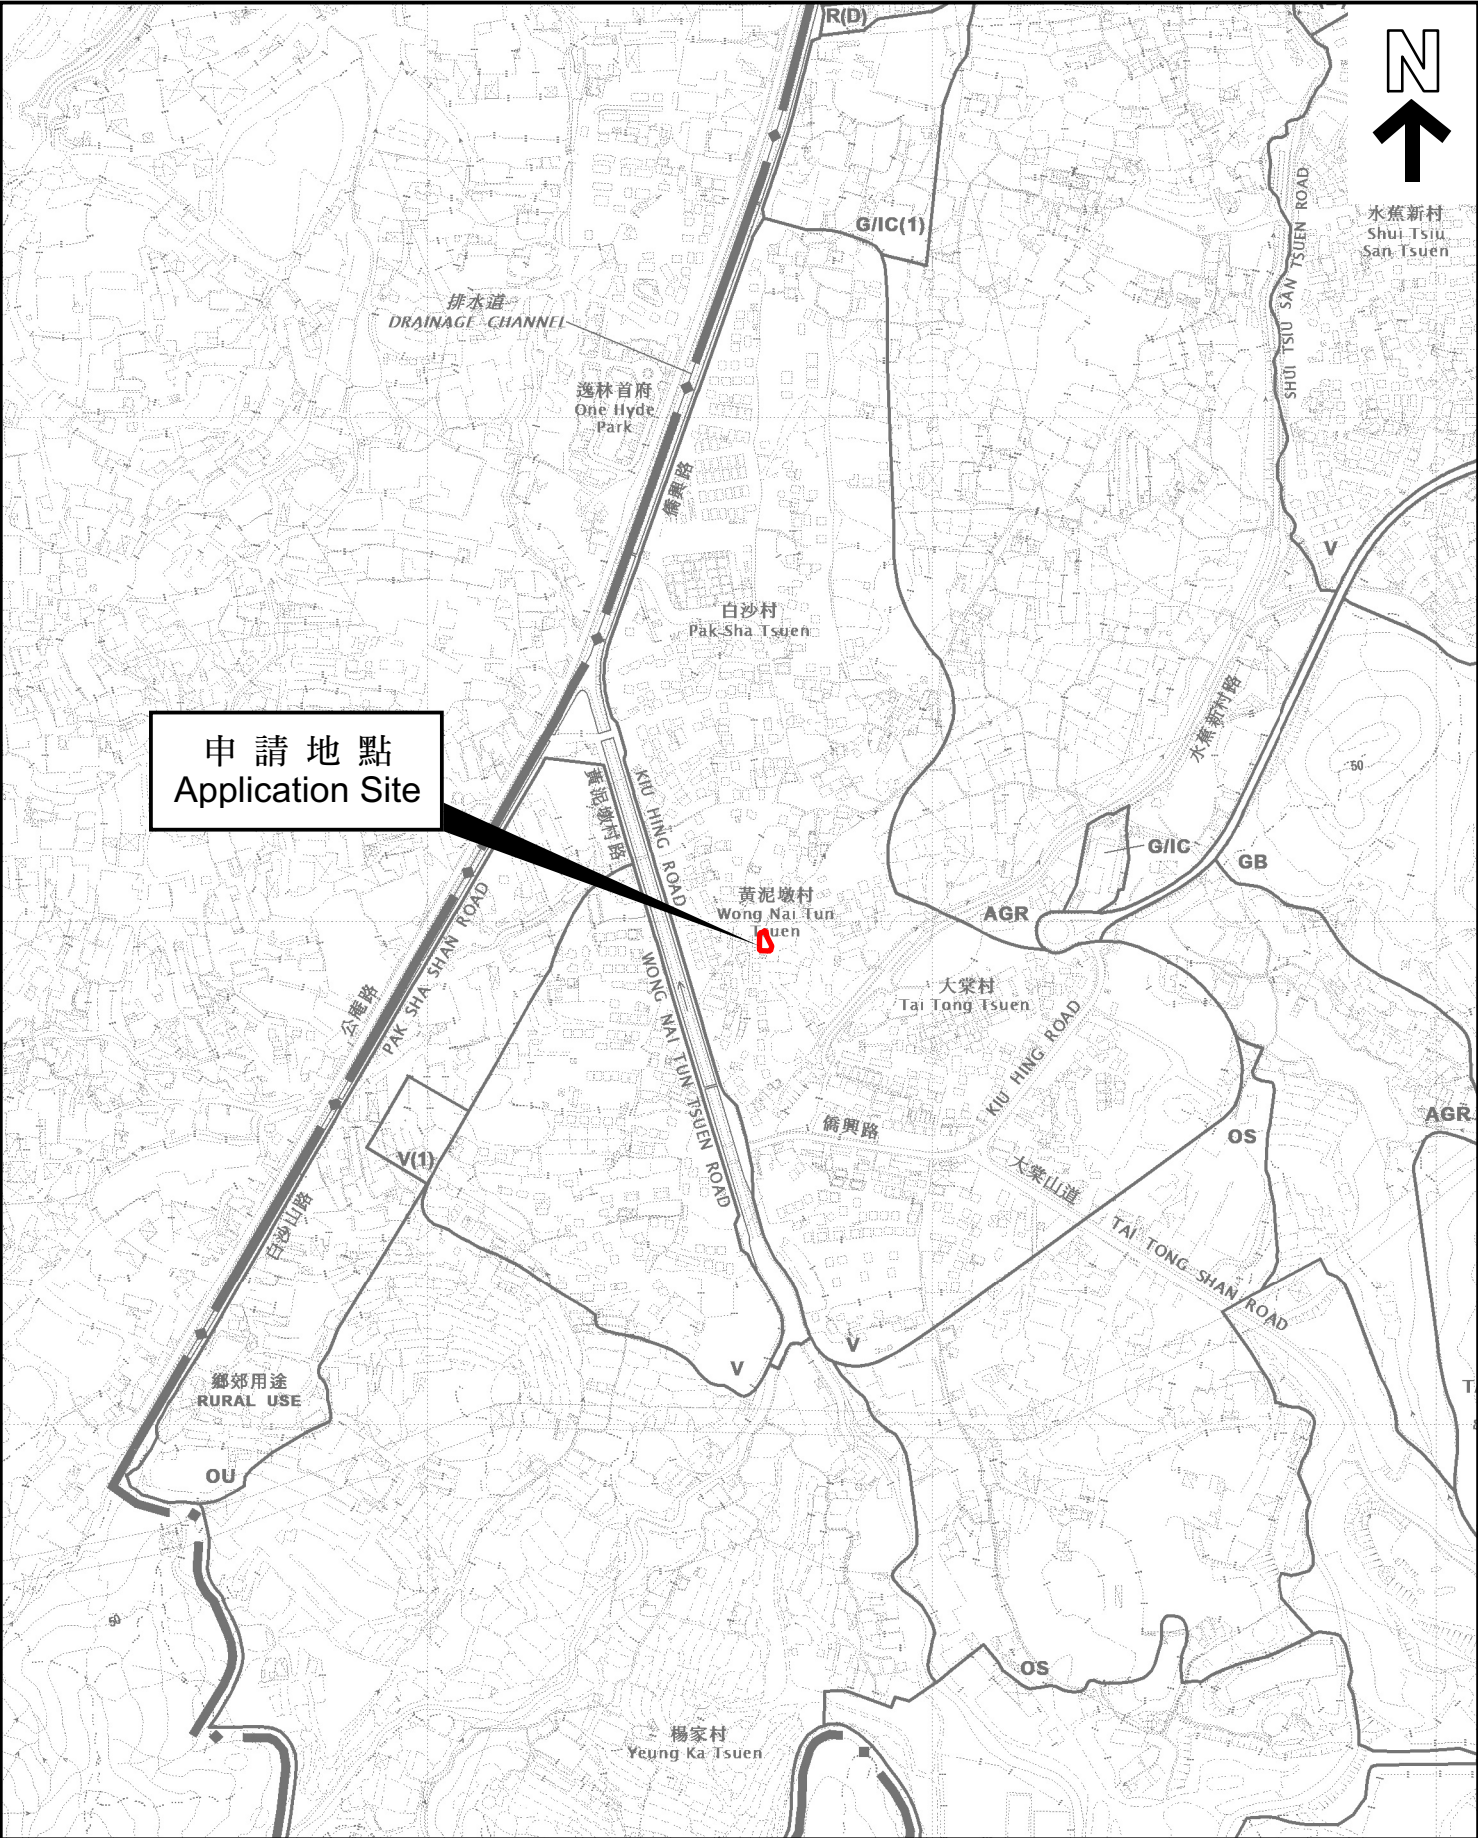 R(D)
N
G/IC(1)
水蕉新村
Shui Tsiu
San Tsuen
SHUI TSIU SAN TSUEN ROAD
排水道
DRAINAGE CHANNEL
逸林首府
One Hyde
Park
僑興路
V
白沙村
Pak Sha Tsuen
水蕉新村路
申請地點
Application Site
50
黃泥墩村路
KIU HING ROAD
G/IC
GB
黃泥墩村
Wong Nai Tun
Tsuen
AGR
PAK SHA SHAN ROAD
公庵路
WONG NAI TUN TSUEN ROAD
大棠村
Tai Tong Tsuen
KIU HING ROAD
AGR
僑興路
OS
V(1)
大棠山道
白沙山路
TAI TONG SHAN ROAD
V
V
鄉郊用途
RURAL USE
OU
50
OS
楊家村
Yeung Ka Tsuen